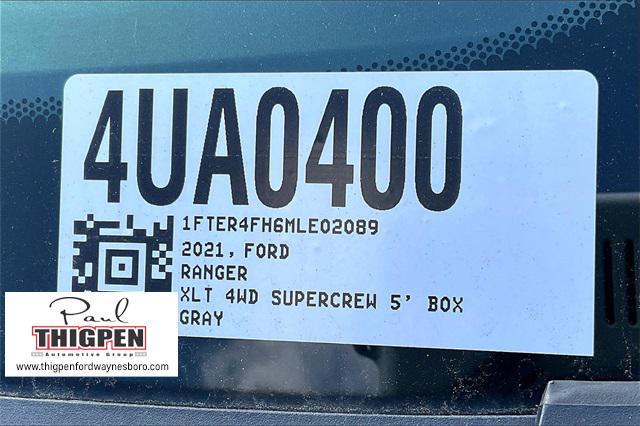 4UA0400
1FTER4FH6MLE02089
2021, FORD
RANGER
XLT 4WD SUPERCREW 5' BOX
GRAY
Paul
THIGPEN
Automotive Group
www.thigpenfordwaynesboro.com